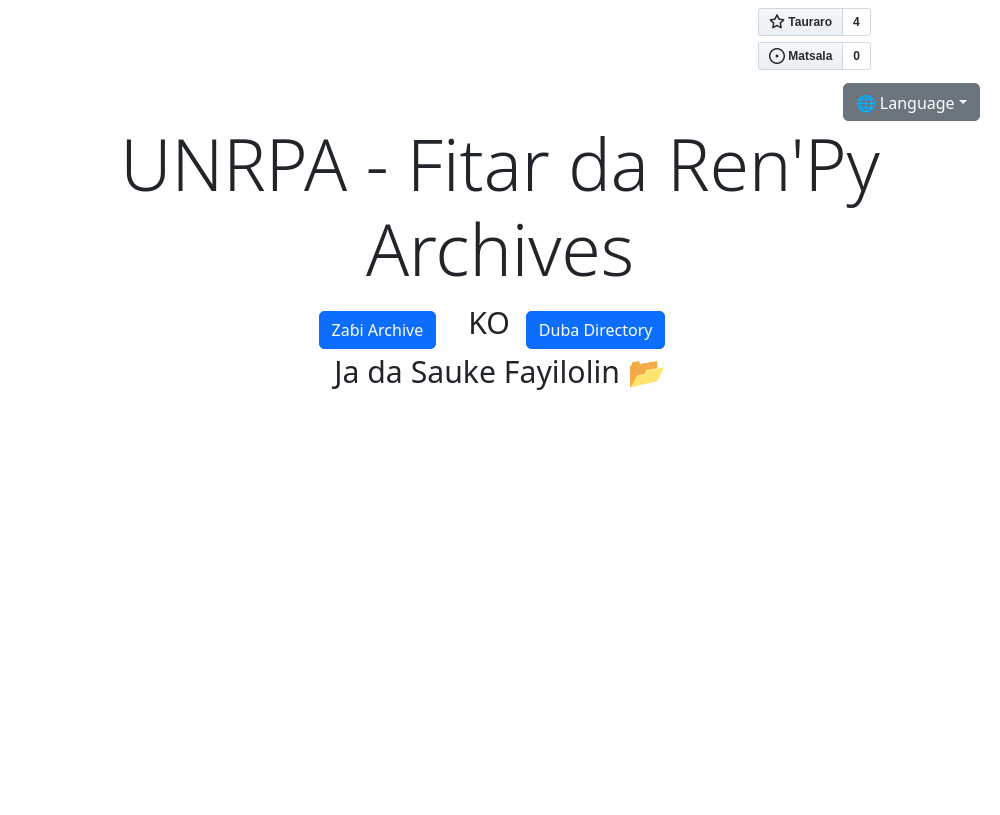 Tauraro 4
Matsala 0
🌐 Language
UNRPA - Fitar da Ren'Py
Archives
Zaɓi Archive KO Duba Directory
Ja da Sauke Fayilolin 📂